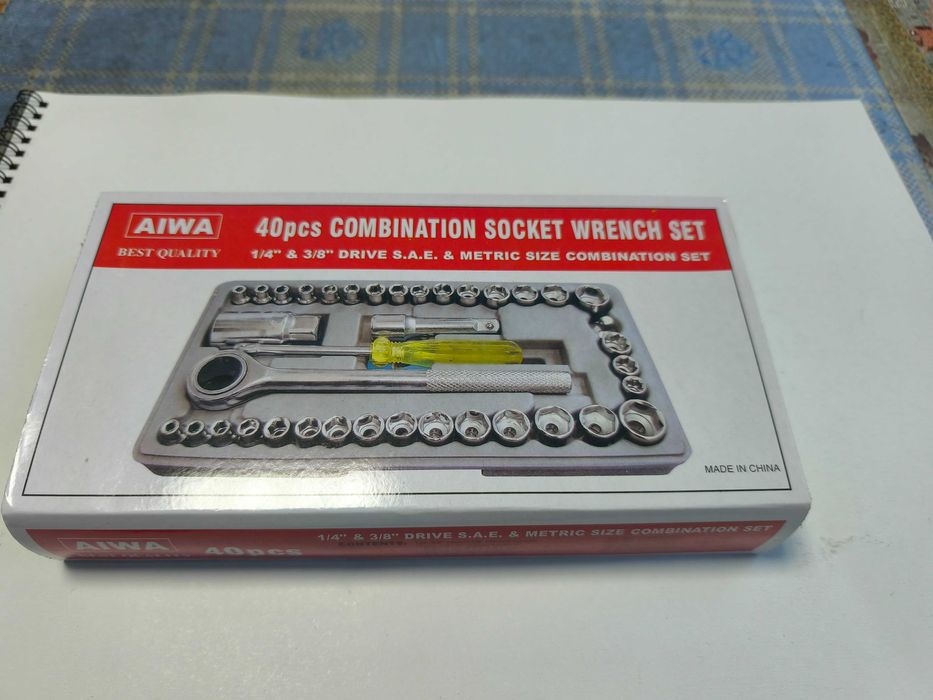 AIWA
BEST QUALITY
40pcs COMBINATION SOCKET WRENCH SET
1/4" & 3/8" DRIVE S.A.E. & METRIC SIZE COMBINATION SET
MADE IN CHINA
AIWA
40pcs
1/4" & 3/8" DRIVE S.A.E. & METRIC SIZE COMBINATION SET
CONTENTS: